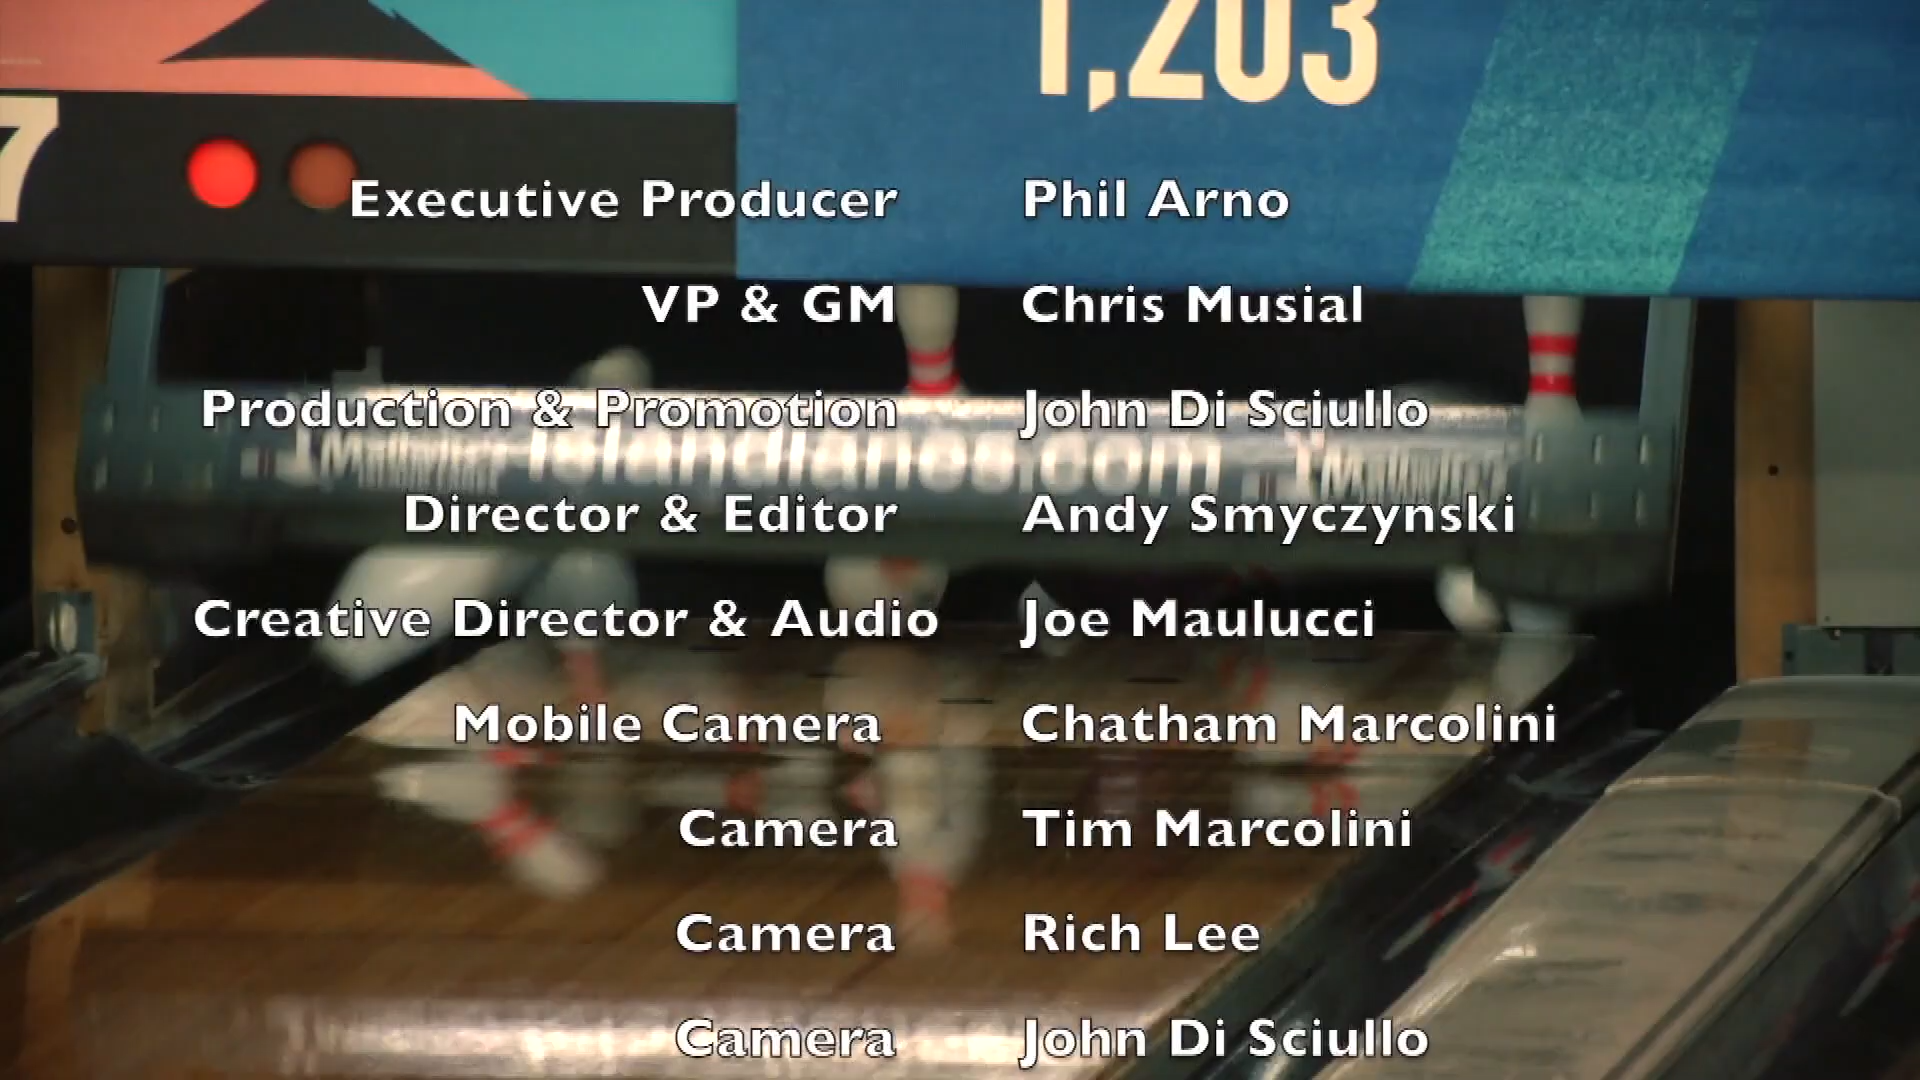 1,203
7
Executive Producer Phil Arno
VP & GM Chris Musial
Production & Promotion John Di Sciullo
islandlanes.com
Director & Editor Andy Smyczynski
Creative Director & Audio Joe Maulucci
Mobile Camera Chatham Marcolini
Camera Tim Marcolini
Camera Rich Lee
Camera John Di Sciullo